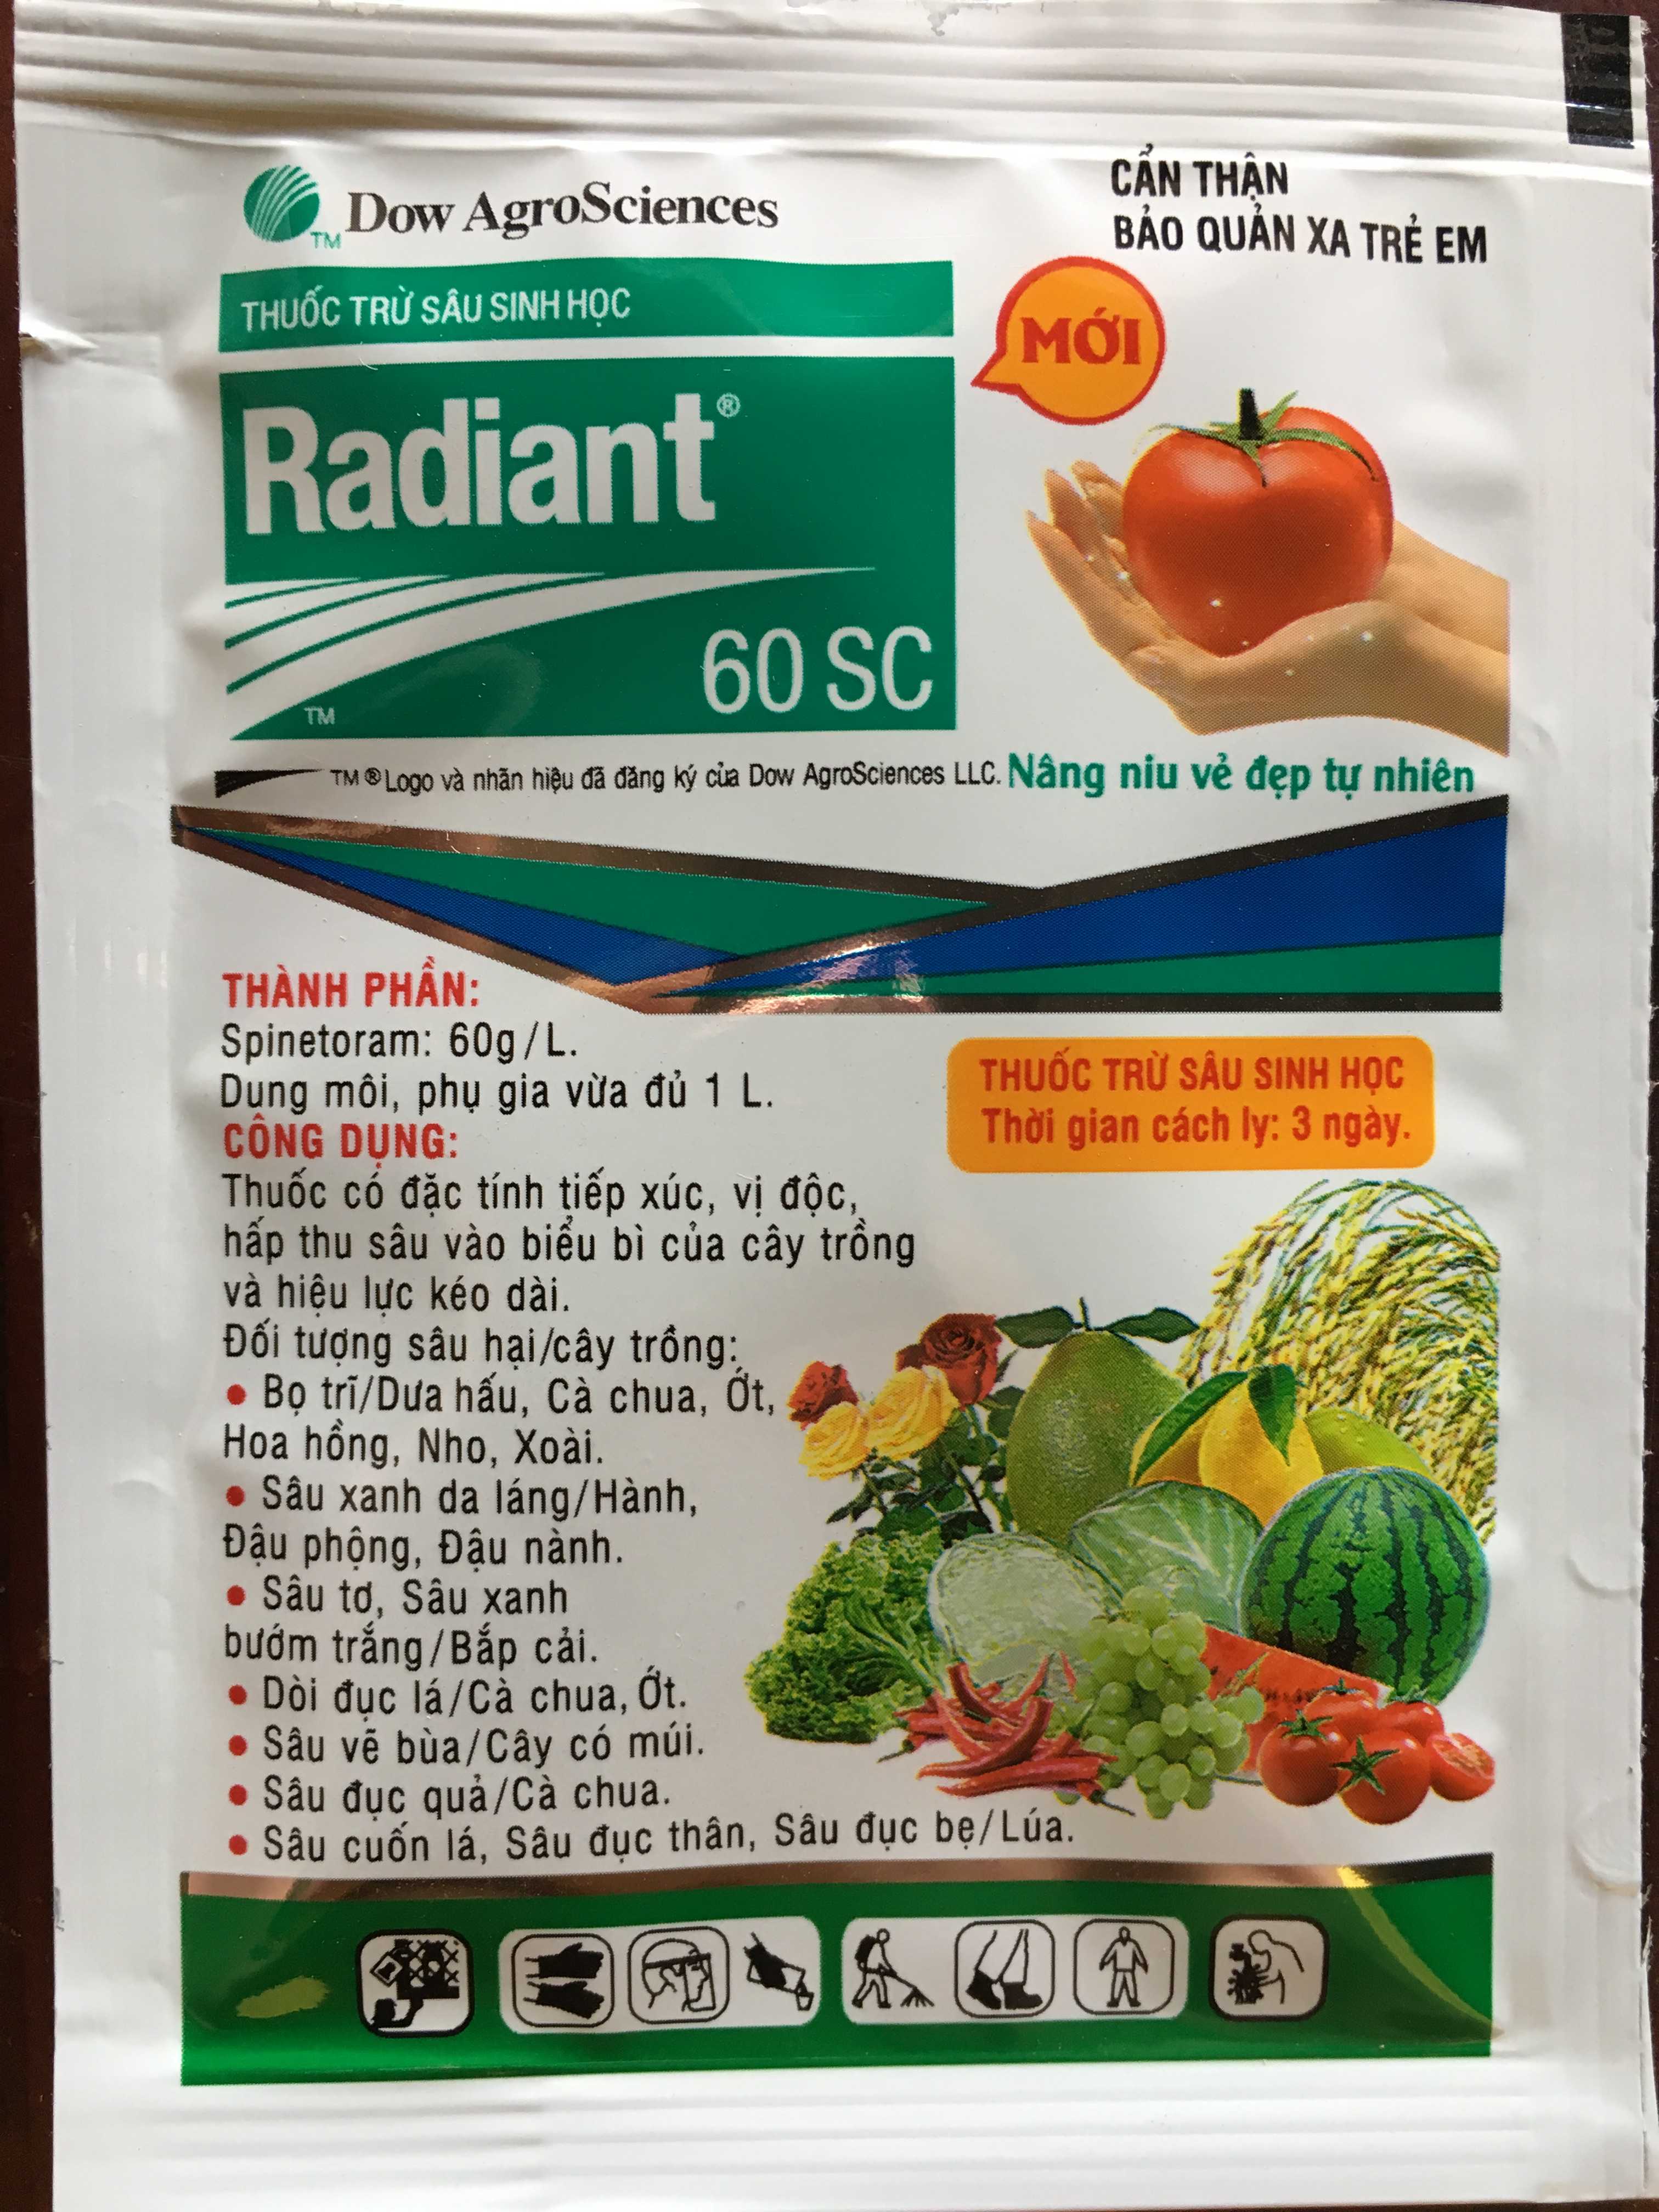 Dow AgroSciences
TM
CẨN THẬN
BẢO QUẢN XA TRẺ EM
THUỐC TRỪ SÂU SINH HỌC
MỚI
Radiant®
60 SC
TM
TM ® Logo và nhãn hiệu đã đăng ký của Dow AgroSciences LLC.
Nâng niu vẻ đẹp tự nhiên
THÀNH PHẦN:
Spinetoram: 60g/L.
Dung môi, phụ gia vừa đủ 1 L.
THUỐC TRỪ SÂU SINH HỌC
Thời gian cách ly: 3 ngày.
CÔNG DỤNG:
Thuốc có đặc tính tiếp xúc, vị độc,
hấp thu sâu vào biểu bì của cây trồng
và hiệu lực kéo dài.
Đối tượng sâu hại/cây trồng:
• Bọ trĩ/Dưa hấu, Cà chua, Ớt,
Hoa hồng, Nho, Xoài.
• Sâu xanh da láng/Hành,
Đậu phộng, Đậu nành.
• Sâu tơ, Sâu xanh
bướm trắng/Bắp cải.
• Dòi đục lá/Cà chua, Ớt.
• Sâu vẽ bùa/Cây có múi.
• Sâu đục quả/Cà chua.
• Sâu cuốn lá, Sâu đục thân, Sâu đục bẹ/Lúa.